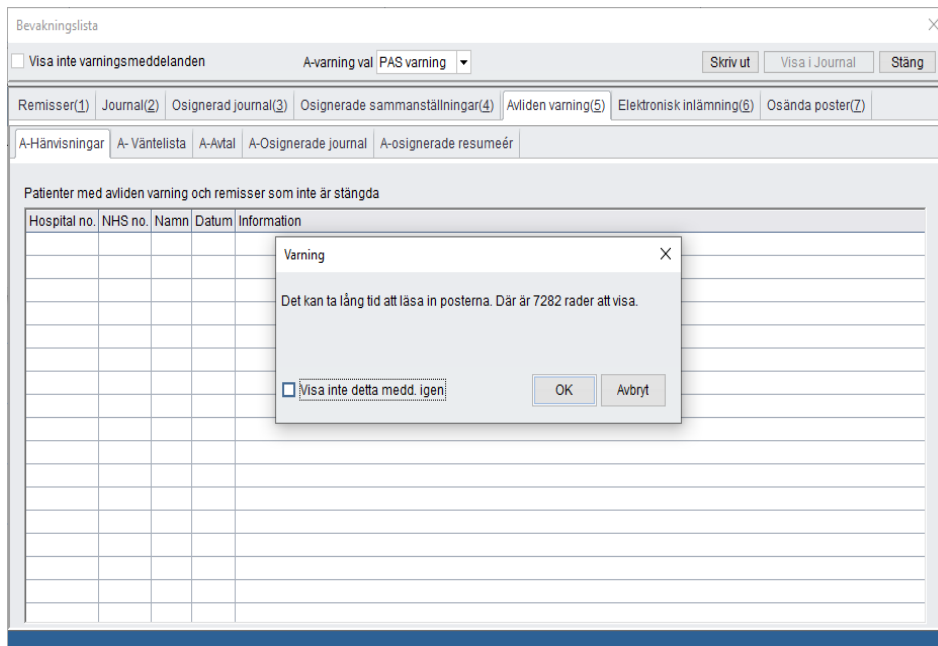 Bevakningslista
Visa inte varningsmeddelanden A-varning val PAS varning Skriv ut Visa i Journal Stäng
Remisser(1) Journal(2) Osignerad journal(3) Osignerade sammanställningar(4) Avliden varning(5) Elektronisk inlämning(6) Osända poster(7)
A-Hänvisningar A- Väntelista A-Avtal A-Osignerade journal A-osignerade resumeér
Patienter med avliden varning och remisser som inte är stängda
Hospital no. NHS no. Namn Datum Information
Varning
Det kan ta lång tid att läsa in posterna. Där är 7282 rader att visa.
Visa inte detta medd. igen OK Avbryt